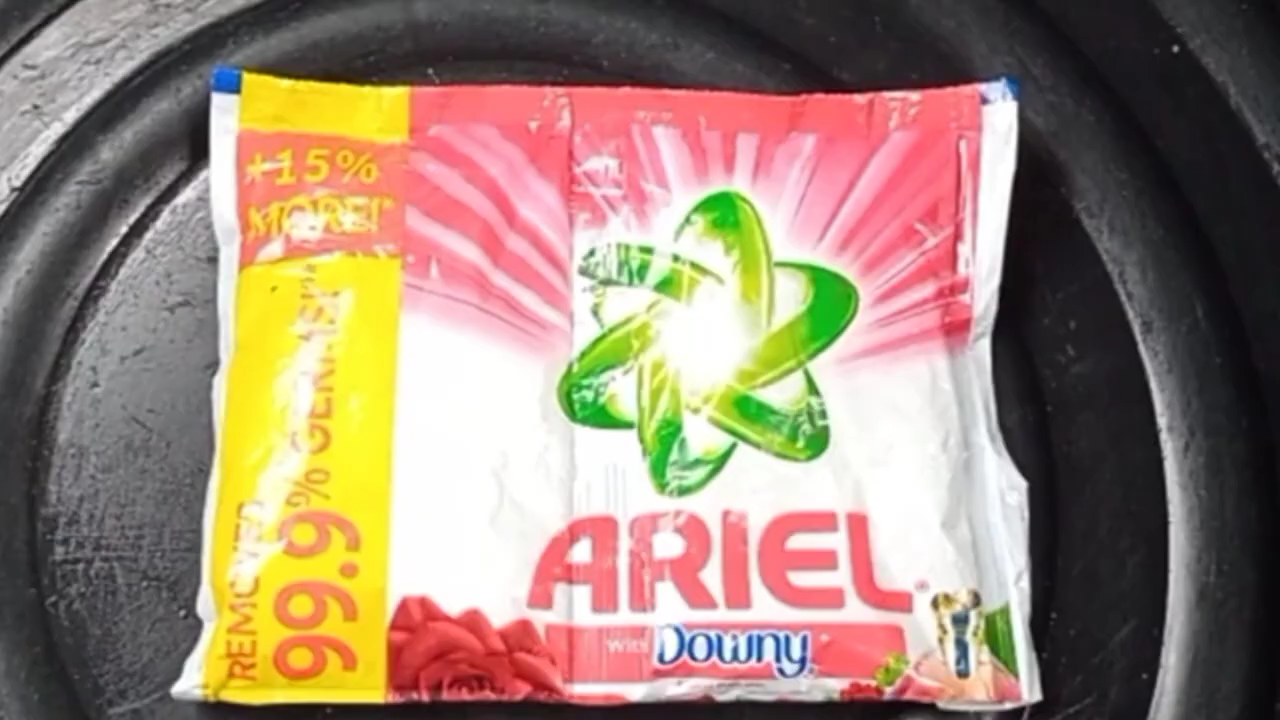 +15%
MORE!*
REMOVES
99.9% GERMS
ARIEL
with Downy